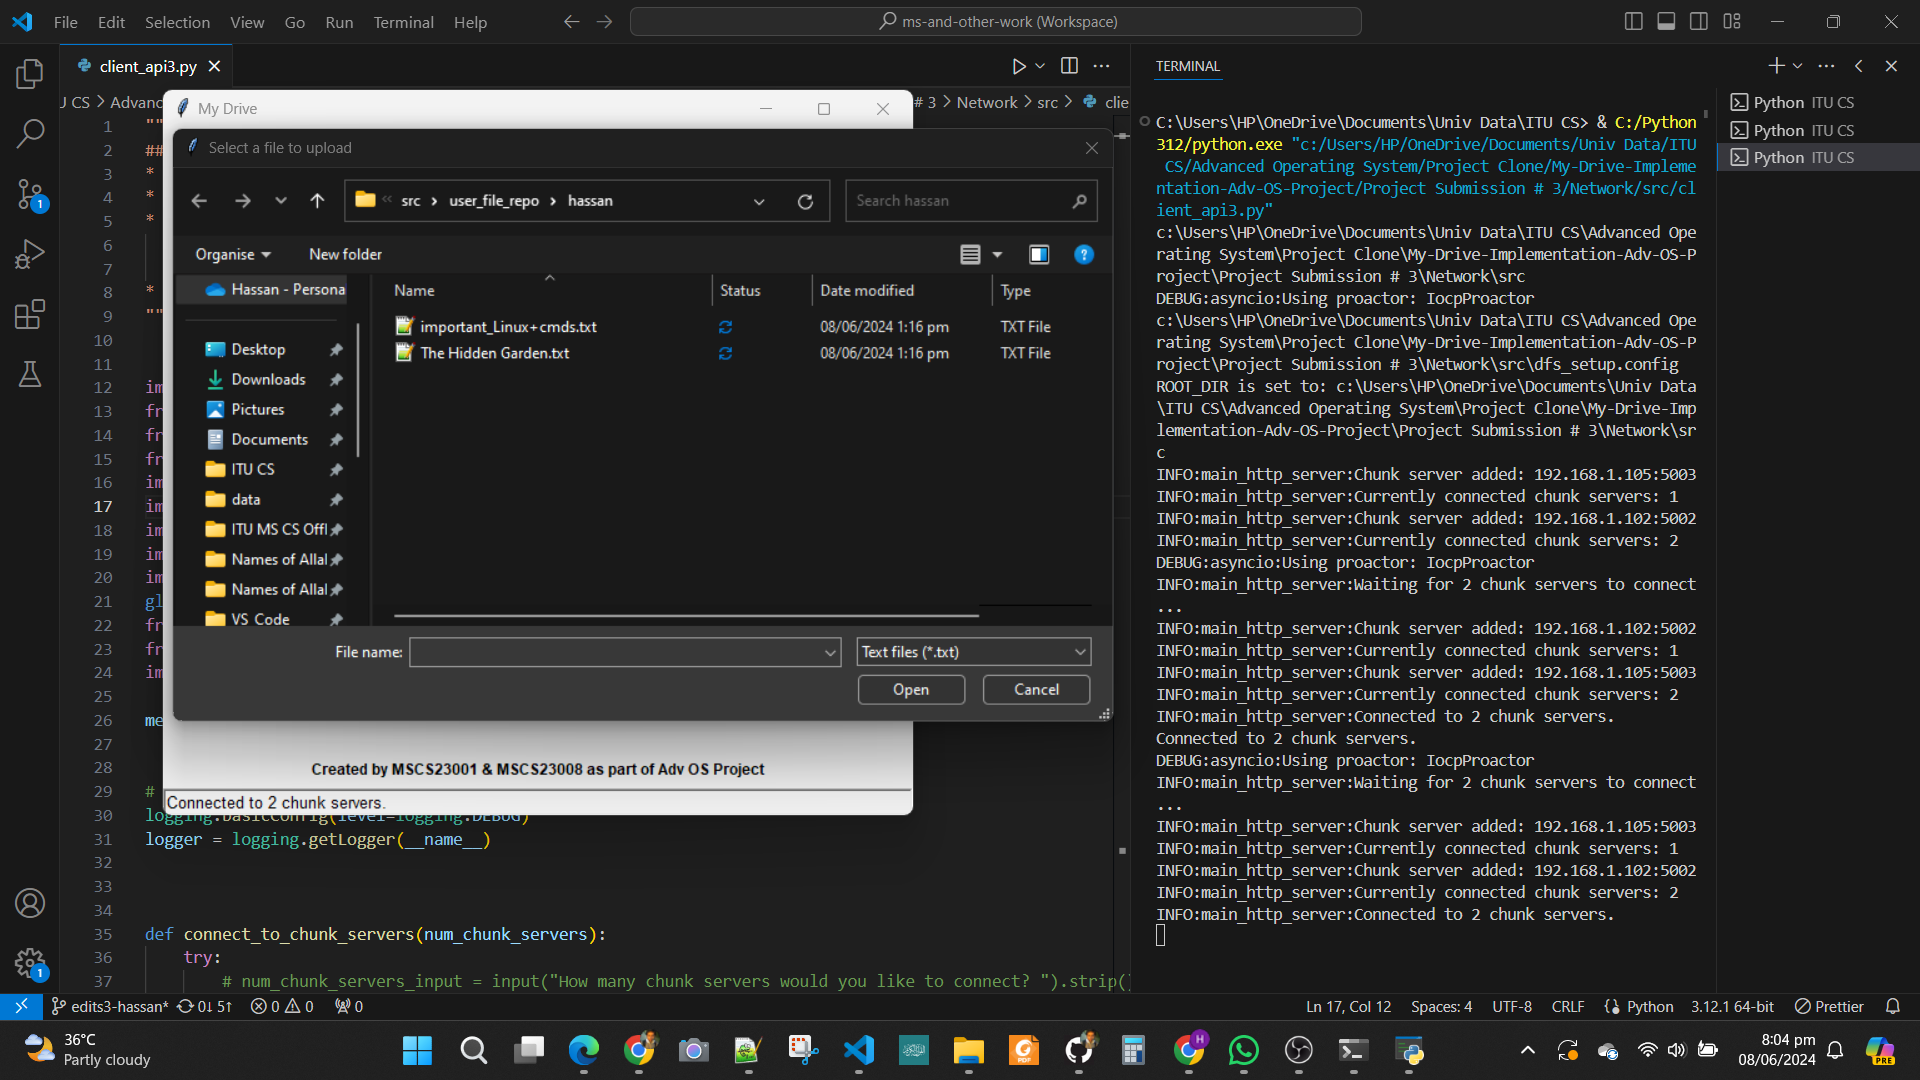 File Edit Selection View Go Run Terminal Help
ms-and-other-work (Workspace)
client_api3.py
J CS > Advanc
# 3 > Network > src > clie
My Drive
Select a file to upload
src > user_file_repo > hassan
Search hassan
Organise
New folder
Hassan - Persona
Desktop
Downloads
Pictures
Documents
ITU CS
data
ITU MS CS Offl
Names of Allal
Names of Allal
VS Code
Name Status Date modified Type
important_Linux+cmds.txt 08/06/2024 1:16 pm TXT File
The Hidden Garden.txt 08/06/2024 1:16 pm TXT File
File name:
Text files (*.txt)
Open
Cancel
Created by MSCS23001 & MSCS23008 as part of Adv OS Project
Connected to 2 chunk servers.
1 ""
2 ##
3 *
4 *
5 *
6
7
8 *
9 ""
10
11
12 im
13 fr
14 fr
15 fr
16 im
17 im
18 im
19 im
20 im
21 gl
22 fr
23 fr
24 im
25
26 me
27
28
29 #
30 logging.basicConfig(level=logging.DEBUG)
31 logger = logging.getLogger(__name__)
32
33
34
35 def connect_to_chunk_servers(num_chunk_servers):
36 try:
37 # num_chunk_servers_input = input("How many chunk servers would you like to connect? ").strip()
TERMINAL
C:\Users\HP\OneDrive\Documents\Univ Data\ITU CS> & C:/Python
312/python.exe "c:/Users/HP/OneDrive/Documents/Univ Data/ITU
CS/Advanced Operating System/Project Clone/My-Drive-Impleme
ntation-Adv-OS-Project/Project Submission # 3/Network/src/cl
ient_api3.py"
c:\Users\HP\OneDrive\Documents\Univ Data\ITU CS\Advanced Ope
rating System\Project Clone\My-Drive-Implementation-Adv-OS-P
roject\Project Submission # 3\Network\src
DEBUG:asyncio:Using proactor: IocpProactor
c:\Users\HP\OneDrive\Documents\Univ Data\ITU CS\Advanced Ope
rating System\Project Clone\My-Drive-Implementation-Adv-OS-P
roject\Project Submission # 3\Network\src\dfs_setup.config
ROOT_DIR is set to: c:\Users\HP\OneDrive\Documents\Univ Data
\ITU CS\Advanced Operating System\Project Clone\My-Drive-Imp
lementation-Adv-OS-Project\Project Submission # 3\Network\sr
c
INFO:main_http_server:Chunk server added: 192.168.1.105:5003
INFO:main_http_server:Currently connected chunk servers: 1
INFO:main_http_server:Chunk server added: 192.168.1.102:5002
INFO:main_http_server:Currently connected chunk servers: 2
DEBUG:asyncio:Using proactor: IocpProactor
INFO:main_http_server:Waiting for 2 chunk servers to connect
...
INFO:main_http_server:Chunk server added: 192.168.1.102:5002
INFO:main_http_server:Currently connected chunk servers: 1
INFO:main_http_server:Chunk server added: 192.168.1.105:5003
INFO:main_http_server:Currently connected chunk servers: 2
INFO:main_http_server:Connected to 2 chunk servers.
Connected to 2 chunk servers.
DEBUG:asyncio:Using proactor: IocpProactor
INFO:main_http_server:Waiting for 2 chunk servers to connect
...
INFO:main_http_server:Chunk server added: 192.168.1.105:5003
INFO:main_http_server:Currently connected chunk servers: 1
INFO:main_http_server:Chunk server added: 192.168.1.102:5002
INFO:main_http_server:Currently connected chunk servers: 2
INFO:main_http_server:Connected to 2 chunk servers.
Python ITU CS
Python ITU CS
Python ITU CS
1
1
edits3-hassan* 0↓ 5↑ 0 0 0
Ln 17, Col 12 Spaces: 4 UTF-8 CRLF Python 3.12.1 64-bit Prettier
36°C
Partly cloudy
H
PDF
8:04 pm
08/06/2024
PRE